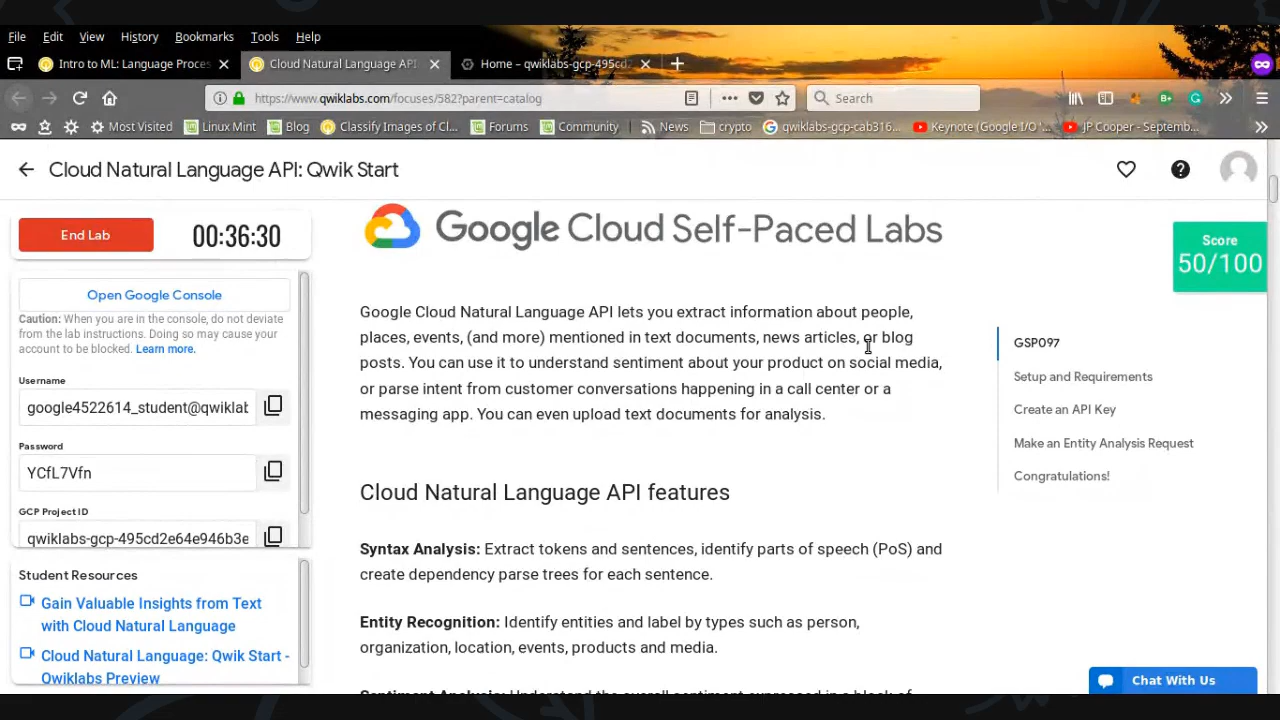 File Edit View History Bookmarks Tools Help
Intro to ML: Language Proces
Cloud Natural Language API
Home – qwiklabs-gcp-495cd2
https://www.qwiklabs.com/focuses/582?parent=catalog
Search
Most Visited
Linux Mint
Blog
Classify Images of Cl...
Forums
Community
News
crypto
qwiklabs-gcp-cab316...
Keynote (Google I/O '...
JP Cooper - Septemb...
Cloud Natural Language API: Qwik Start
End Lab
00:36:30
Open Google Console
Caution: When you are in the console, do not deviate
from the lab instructions. Doing so may cause your
account to be blocked. Learn more.
Username
google4522614_student@qwiklab
Password
YCfL7Vfn
GCP Project ID
qwiklabs-gcp-495cd2e64e946b3e
Student Resources
Gain Valuable Insights from Text
with Cloud Natural Language
Cloud Natural Language: Qwik Start -
Qwiklabs Preview
Google Cloud Self-Paced Labs
Google Cloud Natural Language API lets you extract information about people,
places, events, (and more) mentioned in text documents, news articles, or blog
posts. You can use it to understand sentiment about your product on social media,
or parse intent from customer conversations happening in a call center or a
messaging app. You can even upload text documents for analysis.
Cloud Natural Language API features
Syntax Analysis: Extract tokens and sentences, identify parts of speech (PoS) and
create dependency parse trees for each sentence.
Entity Recognition: Identify entities and label by types such as person,
organization, location, events, products and media.
Sentiment Analysis: Understand the overall sentiment expressed in a block of
Score
50/100
GSP097
Setup and Requirements
Create an API Key
Make an Entity Analysis Request
Congratulations!
Chat With Us